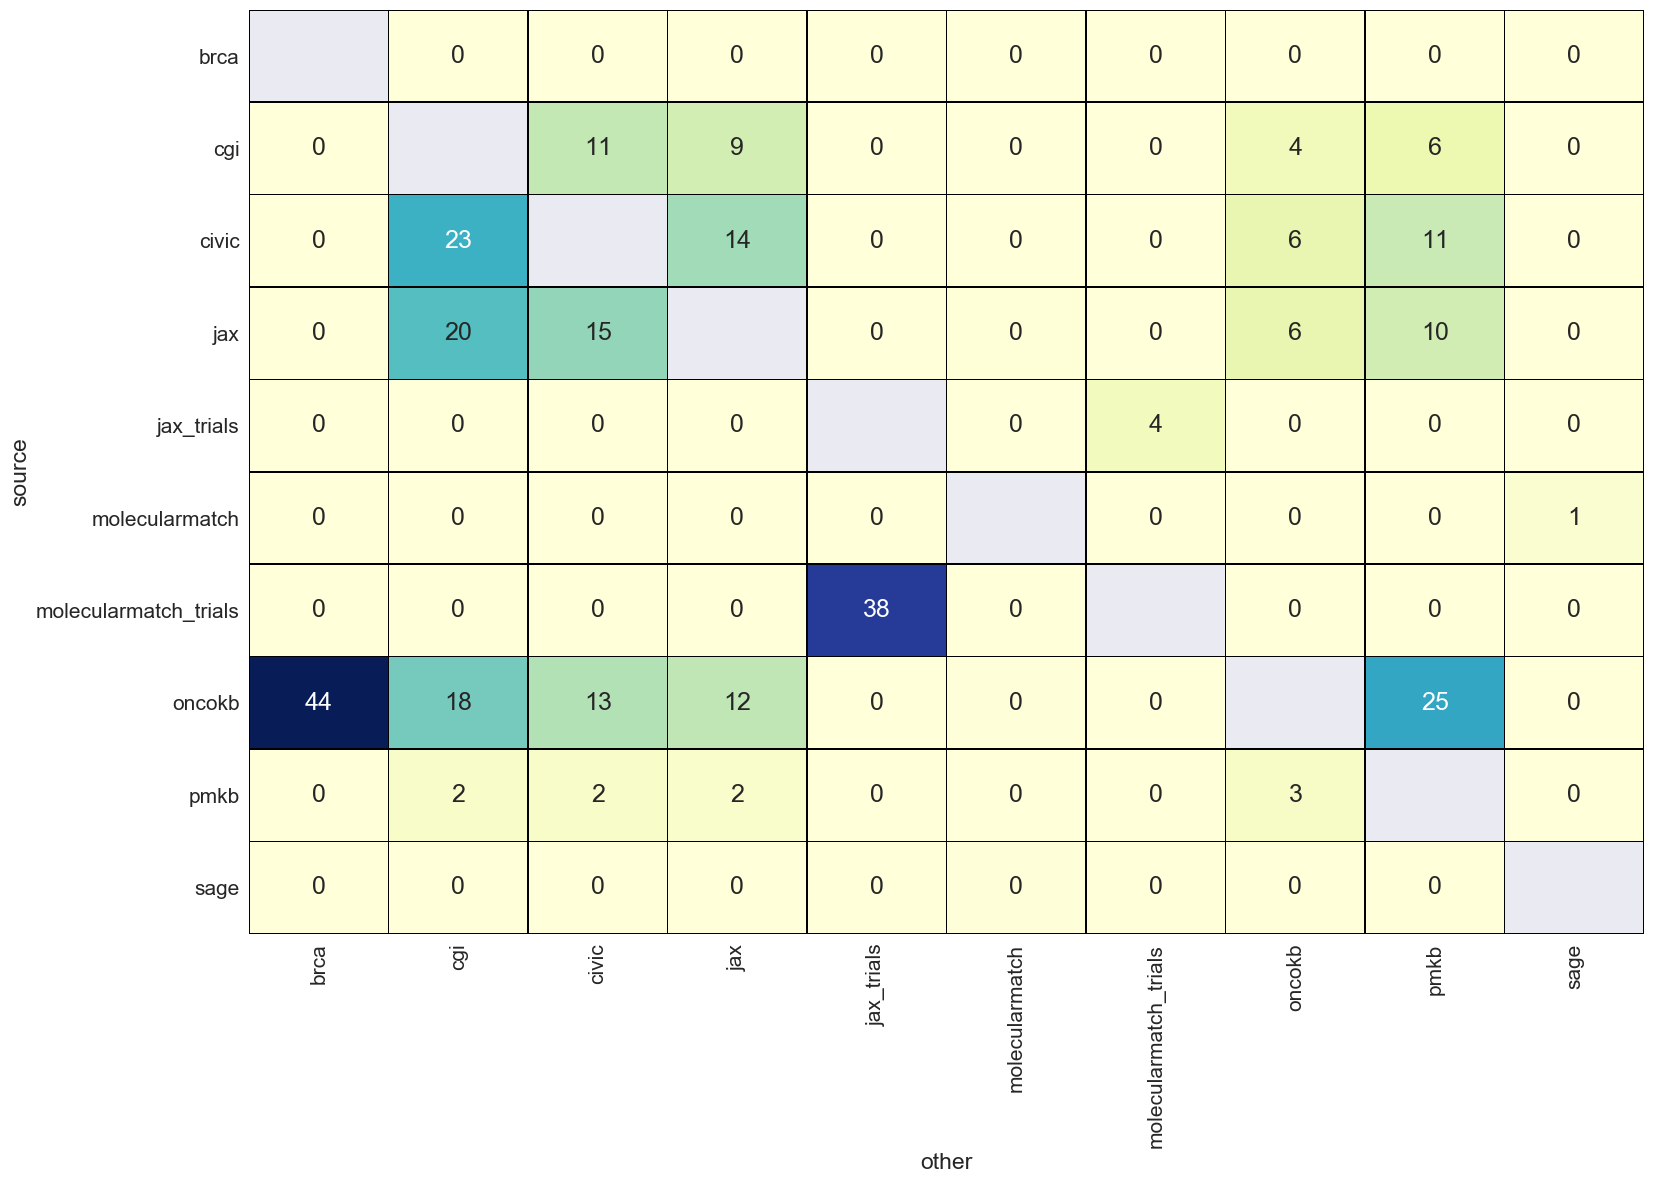 brca 0 0 0 0 0 0 0 0 0
cgi 0 11 9 0 0 0 4 6 0
civic 0 23 14 0 0 0 6 11 0
jax 0 20 15 0 0 0 6 10 0
jax_trials 0 0 0 0 0 4 0 0 0
source
molecularmatch 0 0 0 0 0 0 0 0 1
molecularmatch_trials 0 0 0 0 38 0 0 0 0
oncokb 44 18 13 12 0 0 0 25 0
pmkb 0 2 2 2 0 0 0 3 0
sage 0 0 0 0 0 0 0 0 0
brca cgi civic jax jax_trials molecularmatch molecularmatch_trials oncokb pmkb sage
other